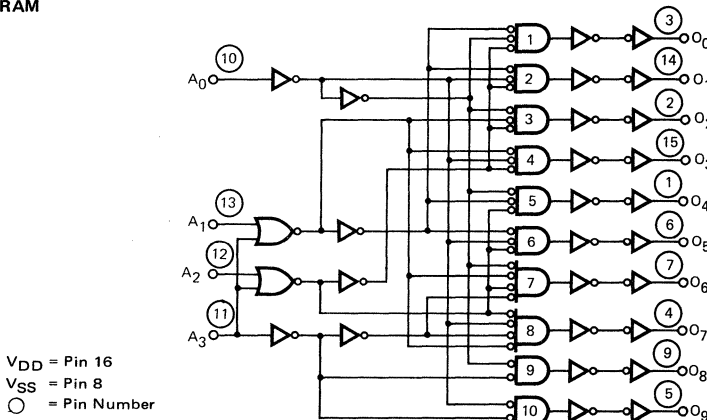 RAM
A0 10
1 3 O0
2 14 O
3 2 O
4 15 O
A1 13
5 1 O4
A2 12
6 6 O5
7 7 O6
A3 11
8 4 O7
9 9 O8
10 5 O9
VDD = Pin 16
VSS = Pin 8
= Pin Number